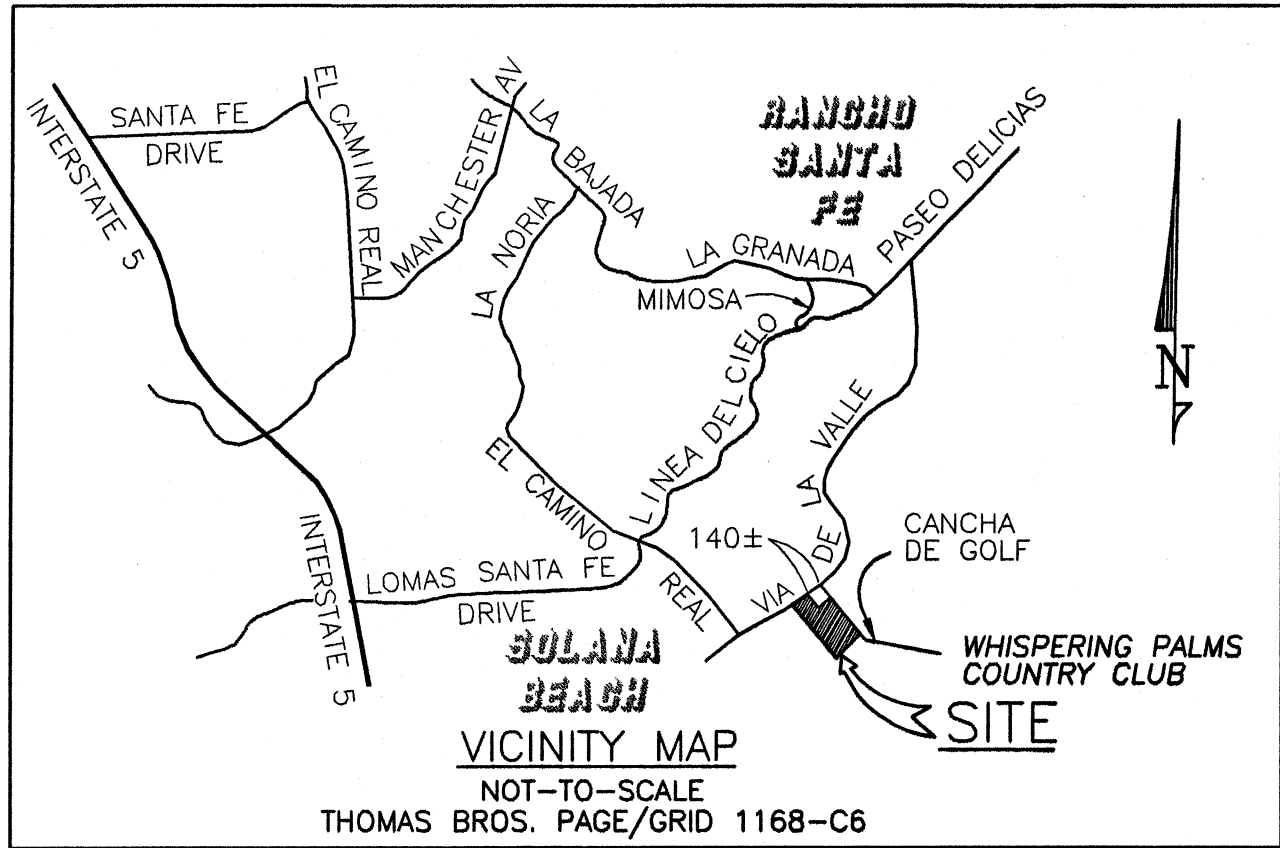 INTERSTATE 5
SANTA FE
DRIVE
EL CAMINO REAL
MANCHESTER AV
LA BAJADA
RANCHO
SANTA
FE
PASEO DELICIAS
LA NORIA
LA GRANADA
MIMOSA
LINEA DEL CIELO
VIA DE LA VALLE
N
EL CAMINO REAL
140±
CANCHA
DE GOLF
INTERSTATE 5
LOMAS SANTA FE
DRIVE
WHISPERING PALMS
COUNTRY CLUB
SOLANA
BEACH
SITE
VICINITY MAP
NOT-TO-SCALE
THOMAS BROS. PAGE/GRID 1168-C6